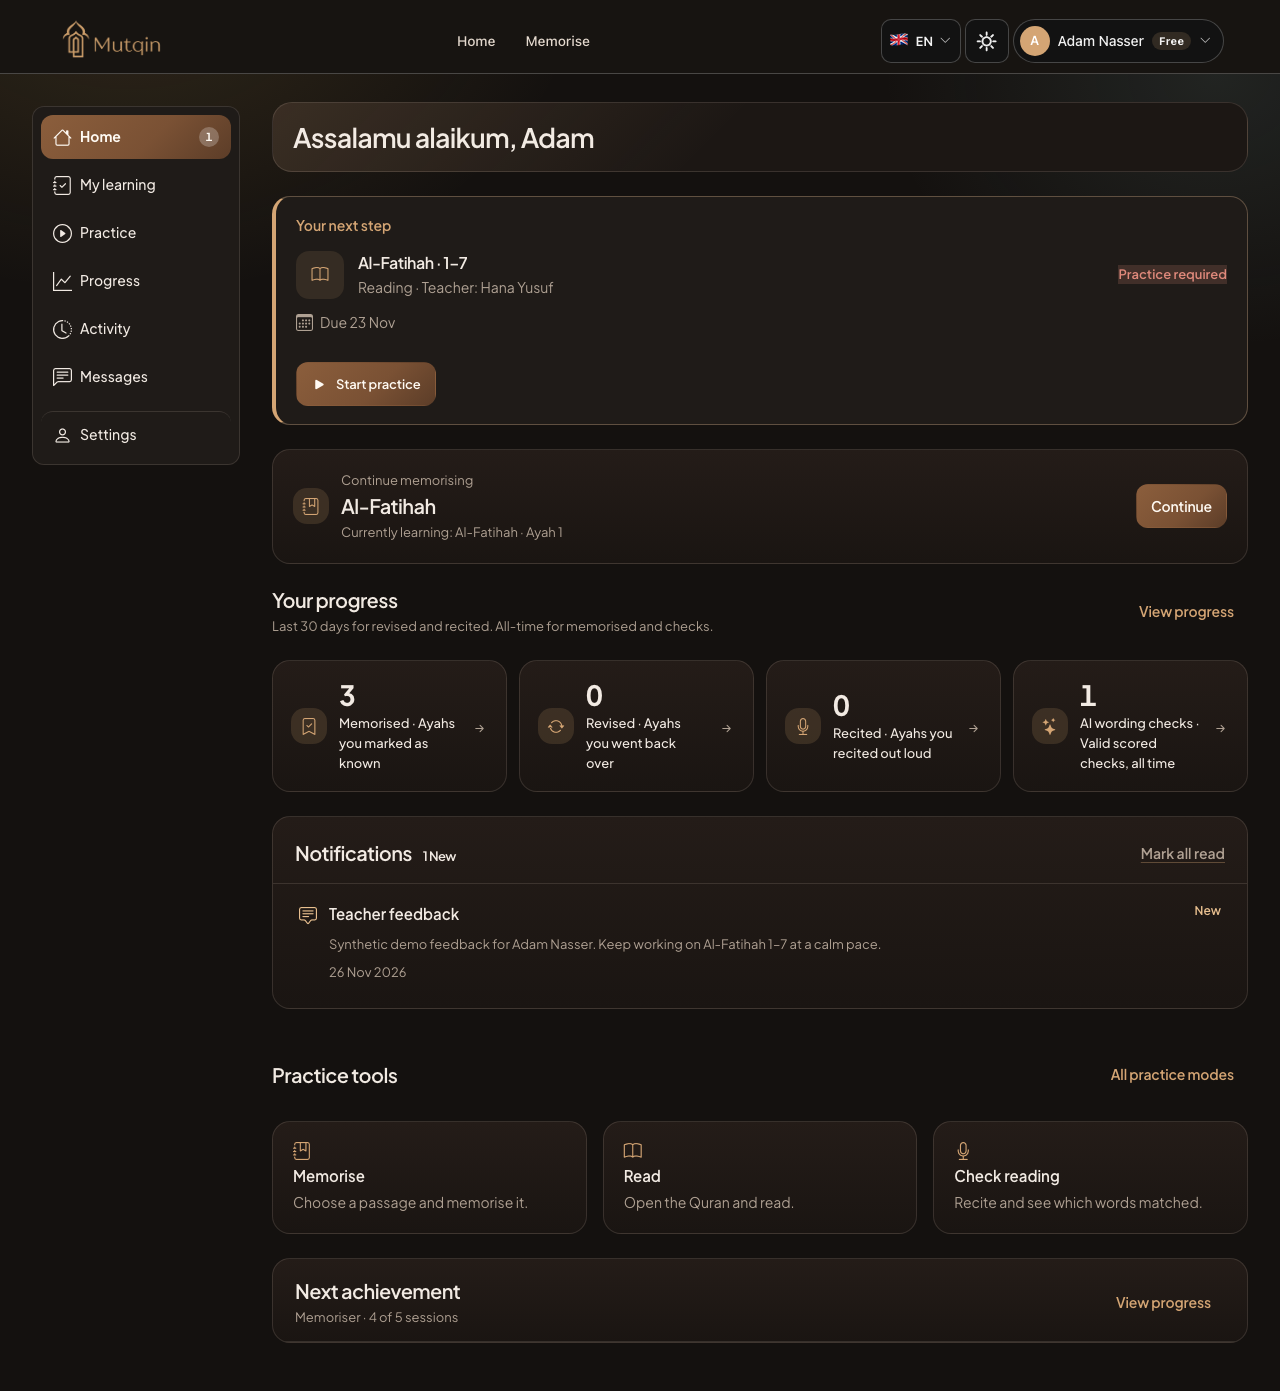 Mutqin
Home
Memorise
EN
A
Adam Nasser
Free
Home
1
My learning
Practice
Progress
Activity
Messages
Settings
Assalamu alaikum, Adam
Your next step
Al-Fatihah · 1–7
Reading · Teacher: Hana Yusuf
Practice required
Due 23 Nov
Start practice
Continue memorising
Al-Fatihah
Currently learning: Al-Fatihah · Ayah 1
Continue
Your progress
Last 30 days for revised and recited. All-time for memorised and checks.
View progress
3
Memorised · Ayahs
you marked as
known
0
Revised · Ayahs
you went back
over
0
Recited · Ayahs you
recited out loud
1
AI wording checks ·
Valid scored
checks, all time
Notifications
1 New
Mark all read
Teacher feedback
New
Synthetic demo feedback for Adam Nasser. Keep working on Al-Fatihah 1–7 at a calm pace.
26 Nov 2026
Practice tools
All practice modes
Memorise
Choose a passage and memorise it.
Read
Open the Quran and read.
Check reading
Recite and see which words matched.
Next achievement
Memoriser · 4 of 5 sessions
View progress